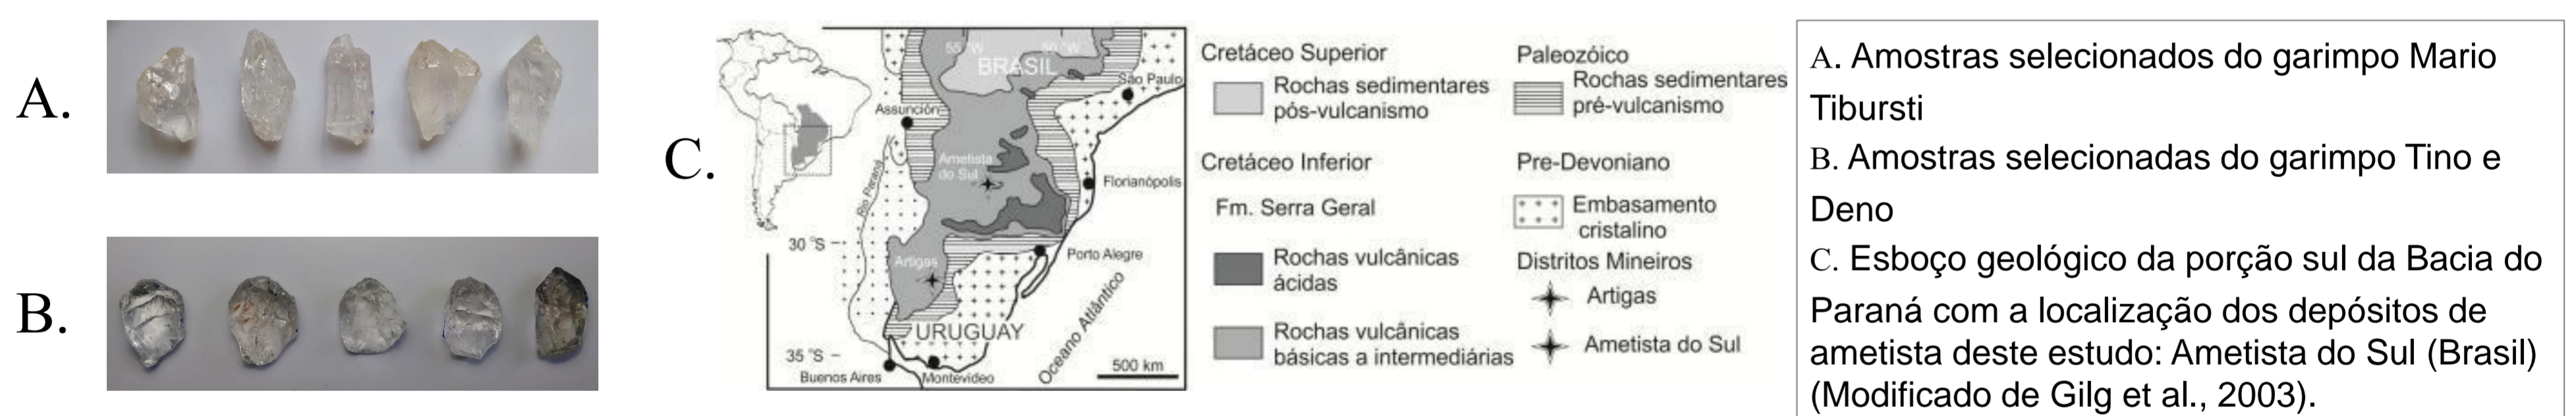 A.
B.
C.
55° W
50° W
BRASIL
São Paulo
Assunción
Ametista
do Sul
Rio Paraná
Florianópolis
30 °S
Porto Alegre
Artigas
URUGUAY
Oceano Atlântico
35 °S
500 km
Buenos Aires
Montevideo
Cretáceo Superior
Rochas sedimentares
pós-vulcanismo
Cretáceo Inferior
Fm. Serra Geral
Rochas vulcânicas
ácidas
Rochas vulcânicas
básicas a intermediárias
Paleozóico
Rochas sedimentares
pré-vulcanismo
Pre-Devoniano
Embasamento
cristalino
Distritos Mineiros
Artigas
Ametista do Sul
A. Amostras selecionados do garimpo Mario
Tibursti
B. Amostras selecionadas do garimpo Tino e
Deno
C. Esboço geológico da porção sul da Bacia do
Paraná com a localização dos depósitos de
ametista deste estudo: Ametista do Sul (Brasil)
(Modificado de Gilg et al., 2003).